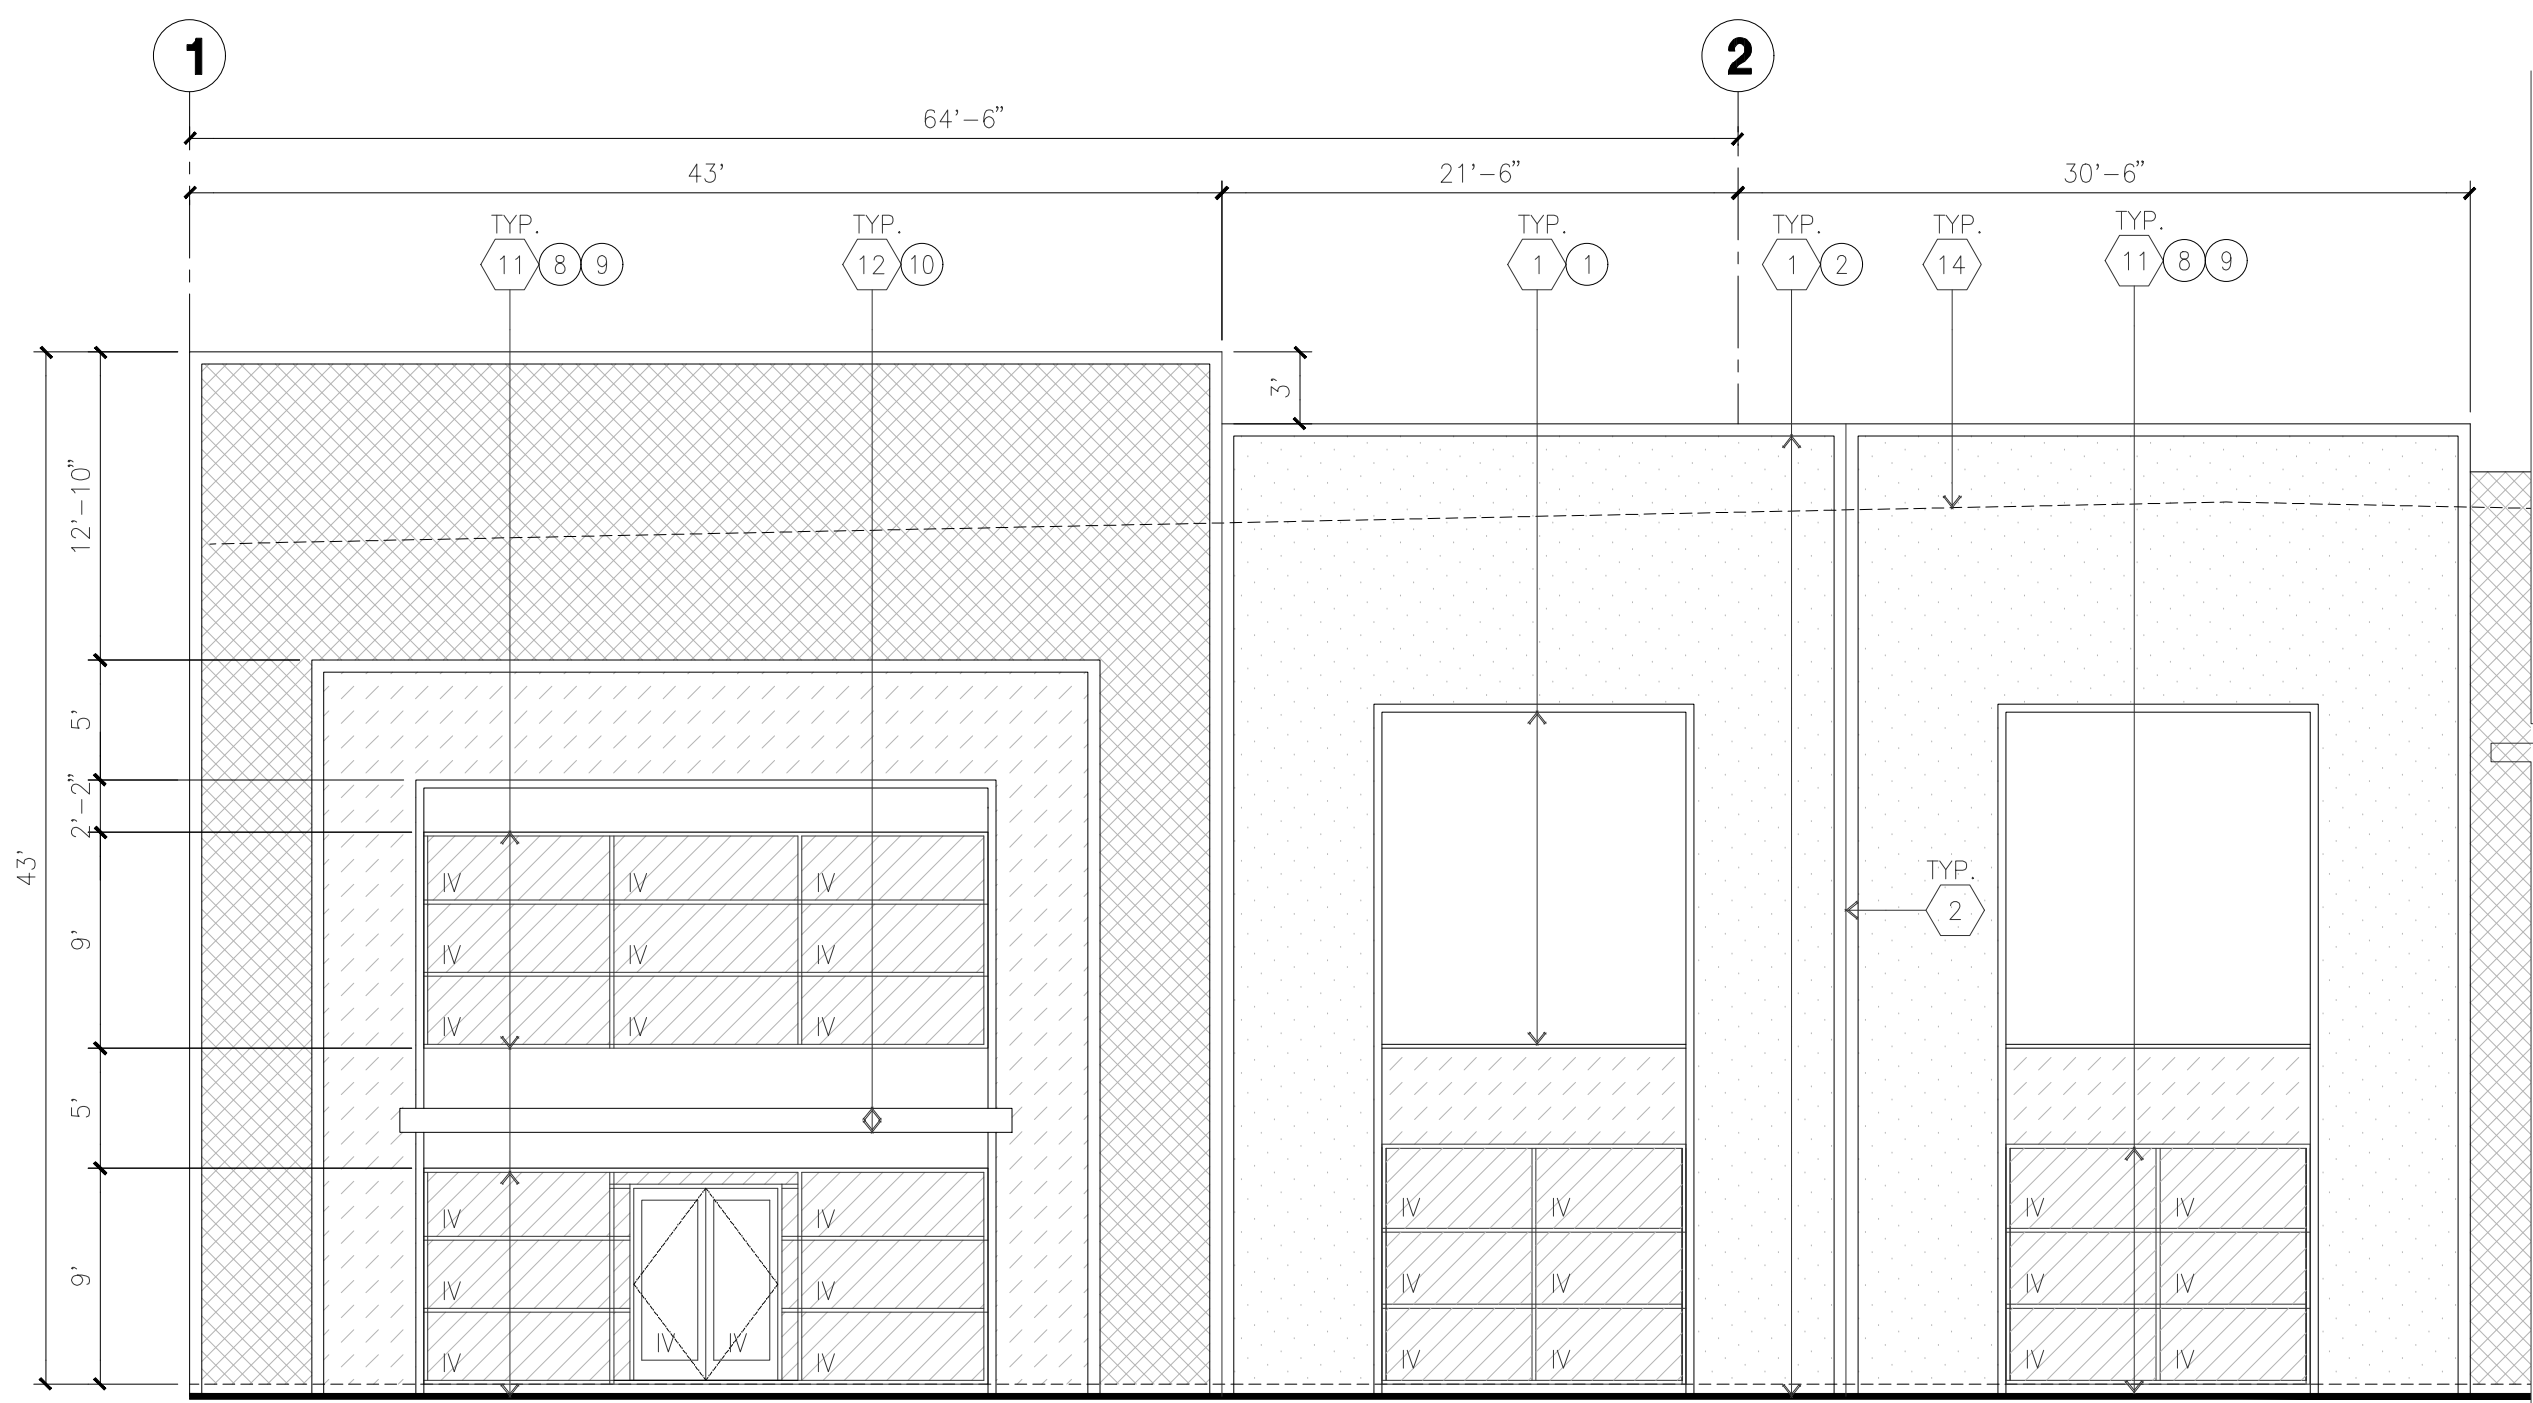 1 2
64'-6"
43' 21'-6" 30'-6"
TYP. TYP. TYP. TYP. TYP. TYP.
11 8 9 12 10 1 1 1 2 14 11 8 9
3'
12'-10"
5'
2'-2"
43'
9'
5'
9'
TYP.
2
IV IV IV
IV IV IV
IV IV IV
IV IV IV IV IV IV
IV IV IV IV IV IV
IV IV IV IV IV IV IV IV